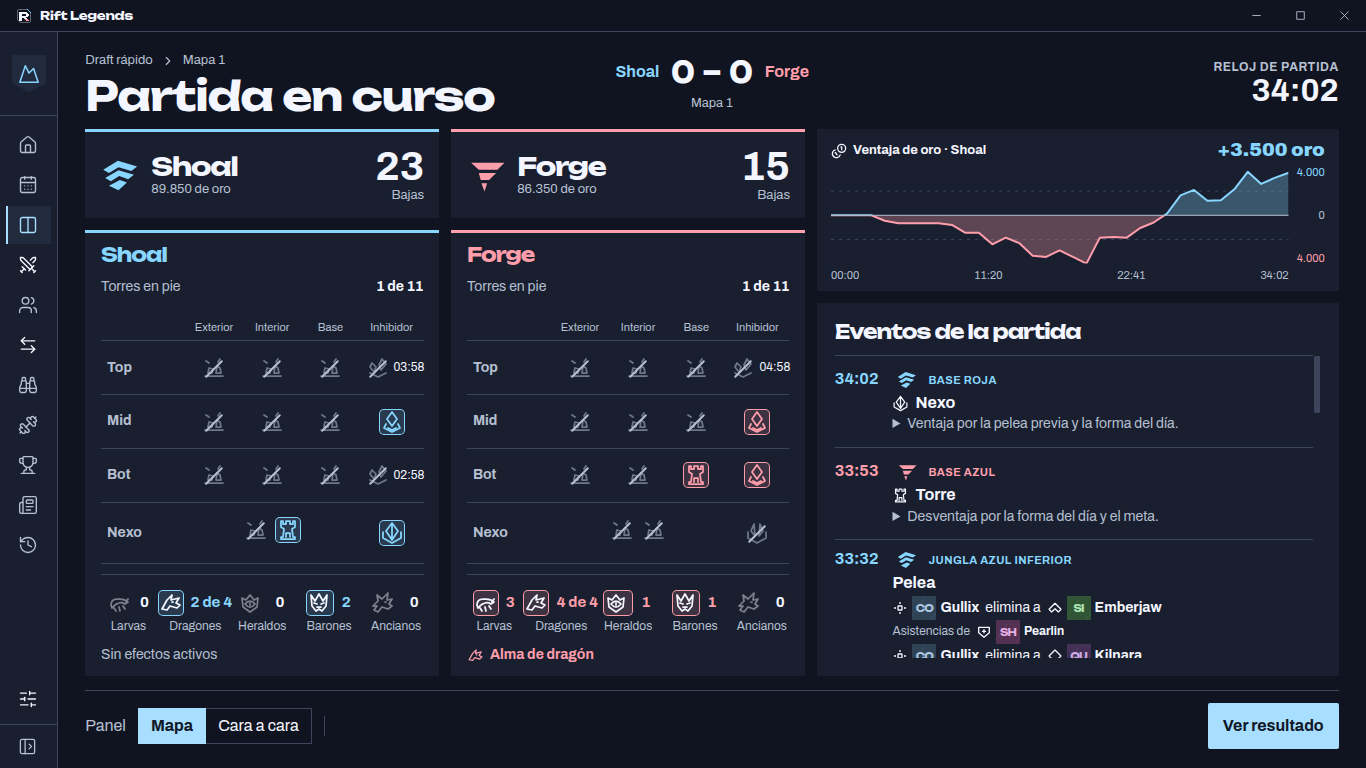 Rift Legends
Draft rápido > Mapa 1
Partida en curso
Shoal 0 – 0 Forge
Mapa 1
RELOJ DE PARTIDA
34:02
Shoal
89.850 de oro
23
Bajas
Forge
86.350 de oro
15
Bajas
Ventaja de oro · Shoal
+3.500 oro
4.000
0
4.000
00:00 11:20 22:41 34:02
Shoal
Torres en pie 1 de 11
Exterior Interior Base Inhibidor
Top 03:58
Mid
Bot 02:58
Nexo
0 2 de 4 0 2 0
Larvas Dragones Heraldos Barones Ancianos
Sin efectos activos
Forge
Torres en pie 1 de 11
Exterior Interior Base Inhibidor
Top 04:58
Mid
Bot
Nexo
3 4 de 4 1 1 0
Larvas Dragones Heraldos Barones Ancianos
Alma de dragón
Eventos de la partida
34:02 BASE ROJA
Nexo
Ventaja por la pelea previa y la forma del día.
33:53 BASE AZUL
Torre
Desventaja por la forma del día y el meta.
33:32 JUNGLA AZUL INFERIOR
Pelea
CO Gullix elimina a SI Emberjaw
Asistencias de SH Pearlin
CO Gullix elimina a QU Kilnara
Panel Mapa Cara a cara
Ver resultado